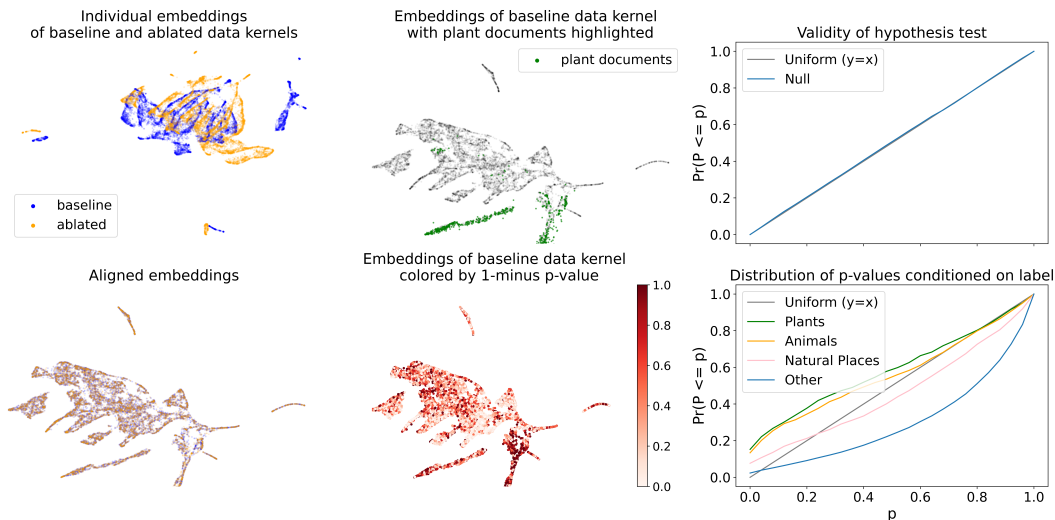 Individual embeddings
of baseline and ablated data kernels
baseline
ablated
Embeddings of baseline data kernel
with plant documents highlighted
plant documents
Validity of hypothesis test
Uniform (y=x)
Null
Pr(P <= p)
1.0
0.8
0.6
0.4
0.2
0.0
Aligned embeddings
Embeddings of baseline data kernel
colored by 1-minus p-value
1.0
0.8
0.6
0.4
0.2
0.0
Distribution of p-values conditioned on label
Uniform (y=x)
Plants
Animals
Natural Places
Other
Pr(P <= p)
1.0
0.8
0.6
0.4
0.2
0.0
0.0 0.2 0.4 0.6 0.8 1.0
p